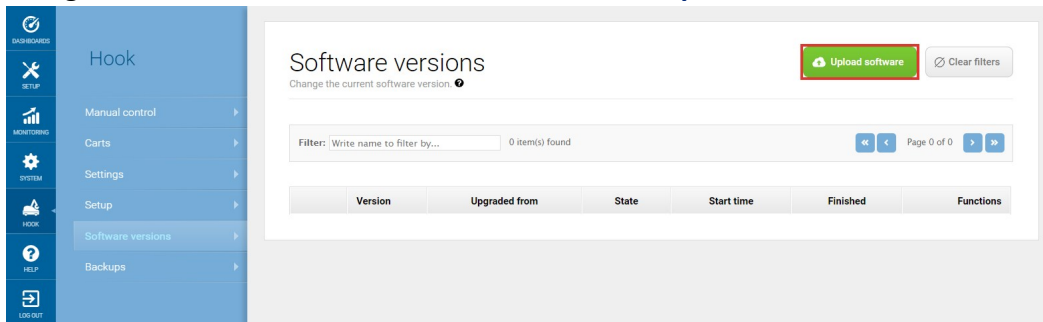 DASHBOARDS
SETUP
MONITORING
SYSTEM
HOOK
HELP
LOG OUT
Hook
Manual control
Carts
Settings
Setup
Software versions
Backups
Software versions
Change the current software version.
Upload software
Clear filters
Filter: Write name to filter by... 0 item(s) found
Page 0 of 0
Version Upgraded from State Start time Finished Functions